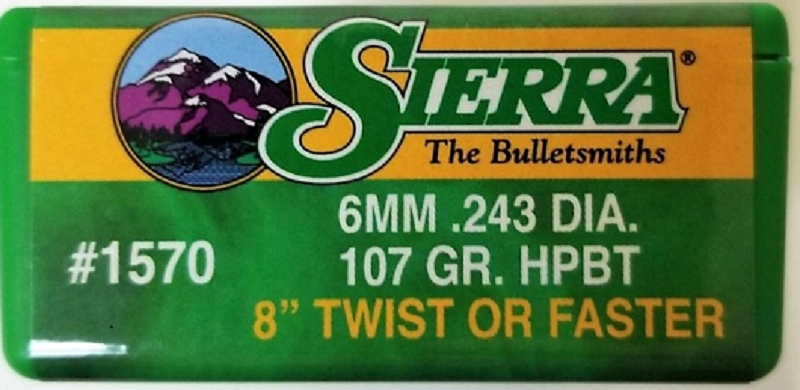 SIERRA®
The Bulletsmiths
6MM .243 DIA.
#1570
107 GR. HPBT
8” TWIST OR FASTER